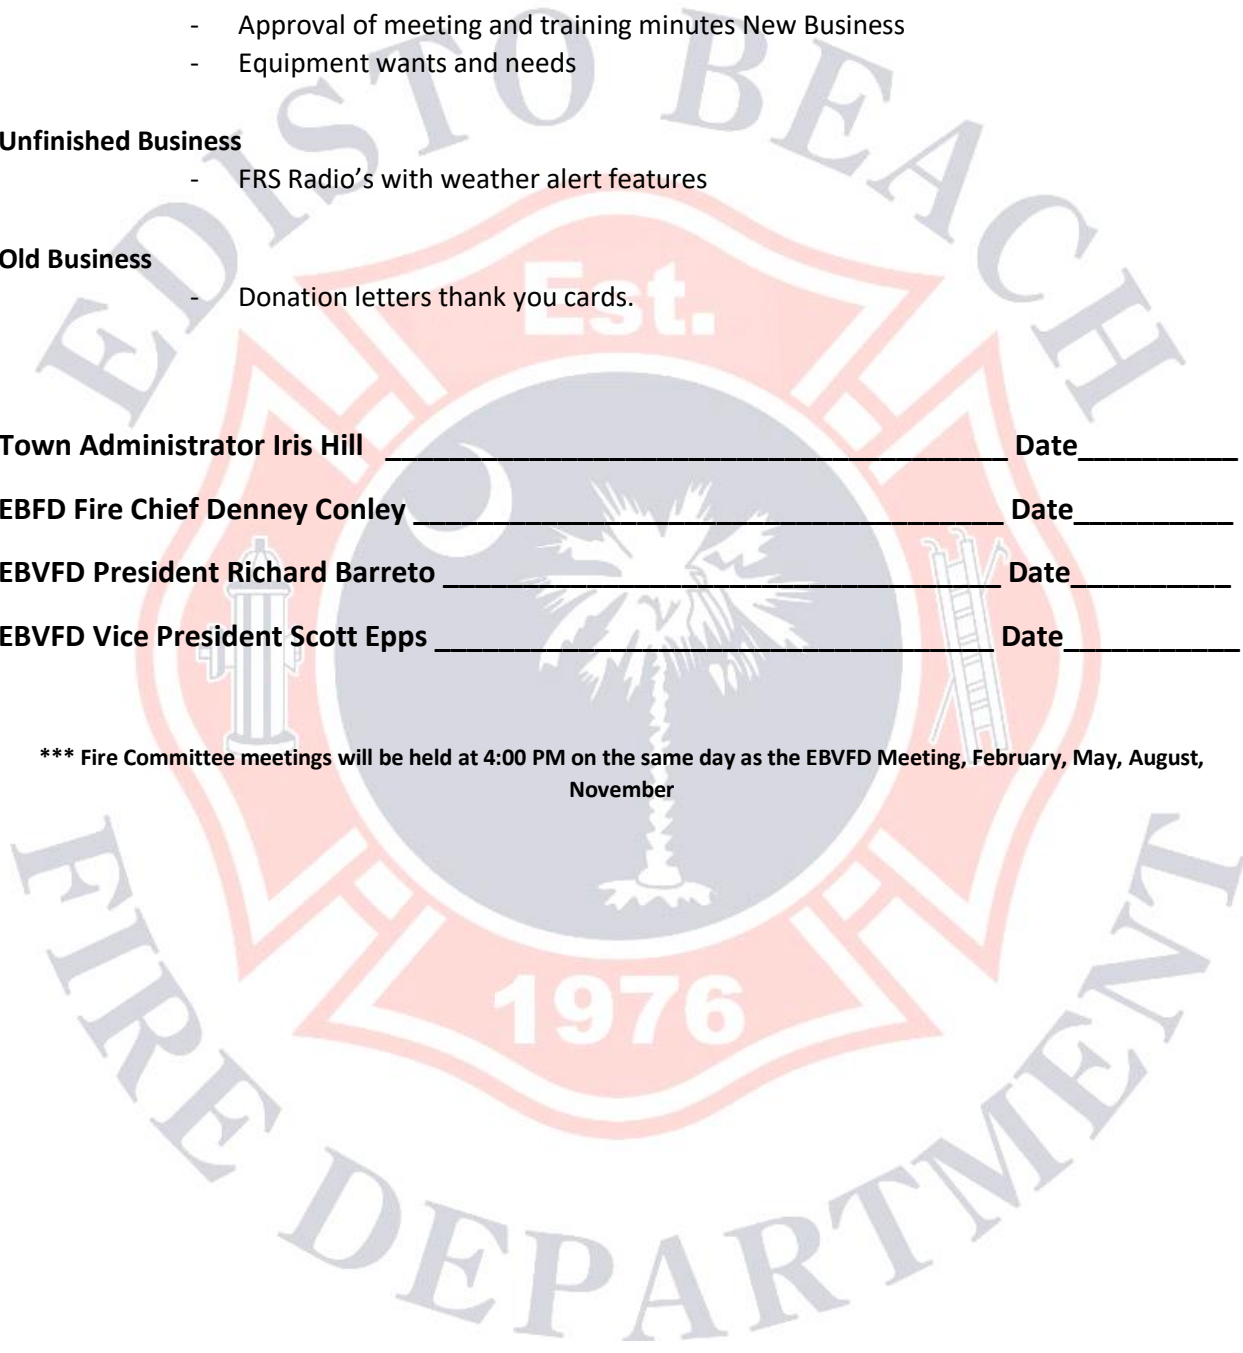 - Approval of meeting and training minutes New Business
- Equipment wants and needs
Unfinished Business
- FRS Radio’s with weather alert features
Old Business
- Donation letters thank you cards.
Town Administrator Iris Hill _______________________________________ Date__________
EBFD Fire Chief Denney Conley _____________________________________ Date__________
EBVFD President Richard Barreto ___________________________________ Date__________
EBVFD Vice President Scott Epps ___________________________________ Date___________
*** Fire Committee meetings will be held at 4:00 PM on the same day as the EBVFD Meeting, February, May, August,
November
EDISTO BEACH
Est.
1976
FIRE DEPARTMENT